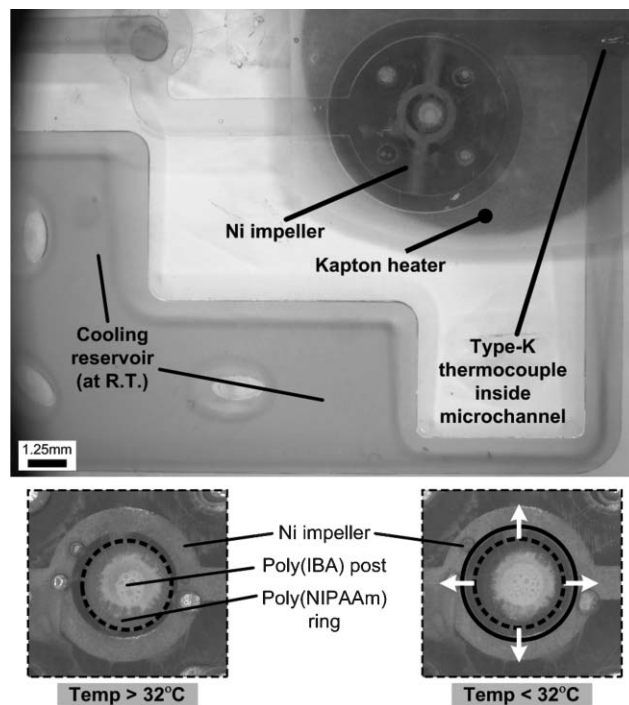 Ni impeller
Kapton heater
Cooling
reservoir
(at R.T.)
Type-K
thermocouple
inside
microchannel
1.25mm
Ni impeller
Poly(IBA) post
Poly(NIPAAm)
ring
Temp > 32°C
Temp < 32°C